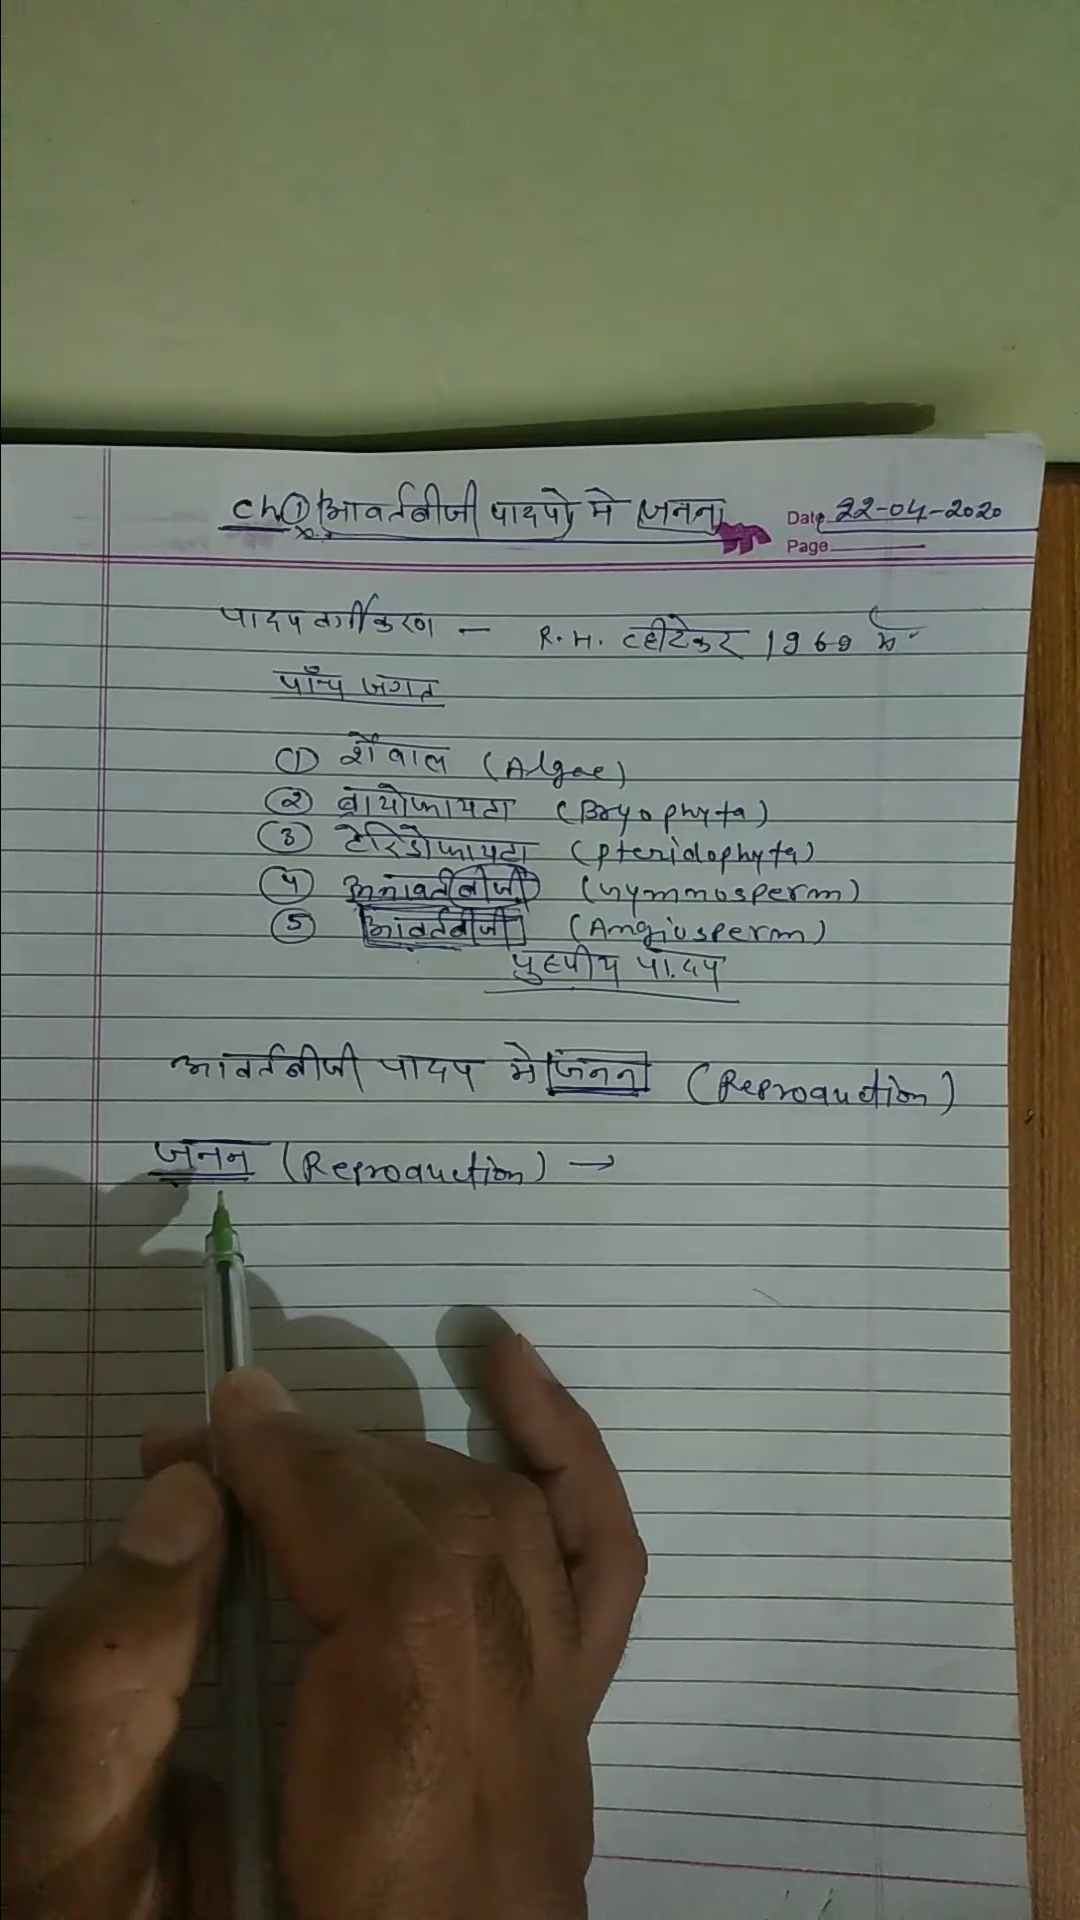 Ch ① आवर्तबीजी पादपो मे जनन Date 22-04-2020
Page
पादप वर्गीकरण - R.H. व्हीटेकर 1969 में
पाँच जगत
① शैवाल (Algae)
② ब्रायोफायटा (Bryophyta)
③ टेरिडोफायटा (Pteridophyta)
④ अनावर्तबीजी (Gymnosperm)
⑤ आवर्तबीजी (Angiosperm)
पुष्पीय पादप
आवर्तबीजी पादप मे जनन (Reproduction)
जनन (Reproduction) →